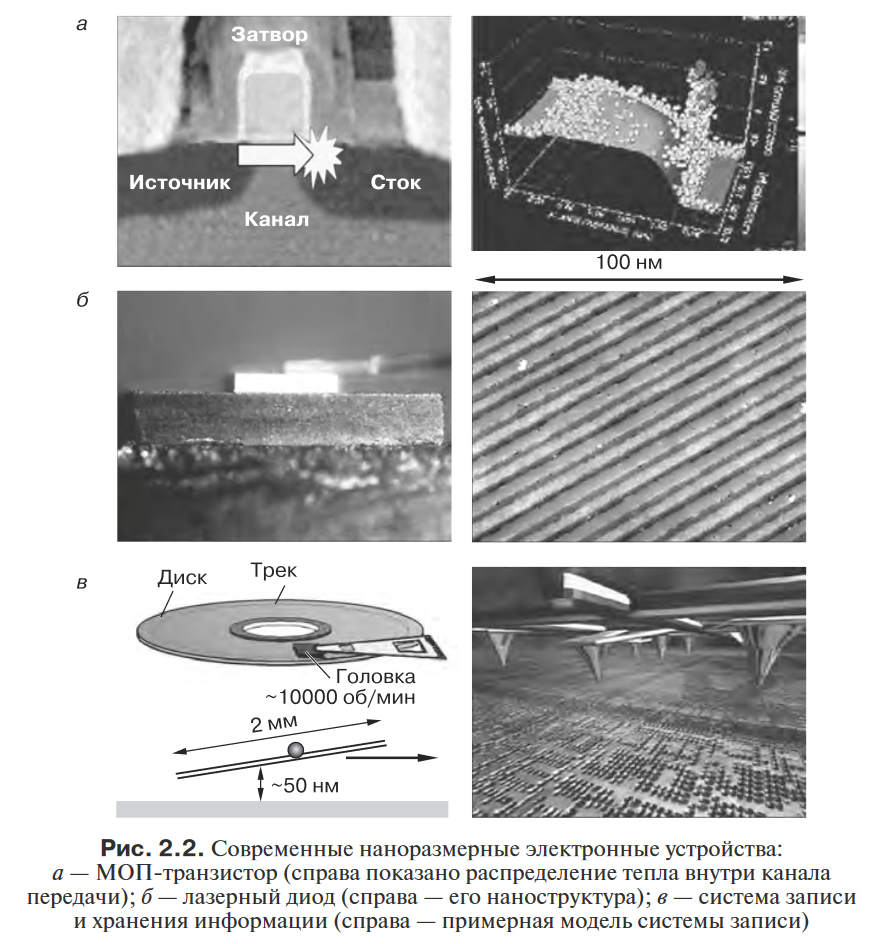 а
Затвор
Источник
Сток
Канал
100 нм
б
в
Диск
Трек
Головка
~10000 об/мин
2 мм
~50 нм
Рис. 2.2. Современные наноразмерные электронные устройства:
а — МОП-транзистор (справа показано распределение тепла внутри канала
передачи); б — лазерный диод (справа — его наноструктура); в — система записи
и хранения информации (справа — примерная модель системы записи)